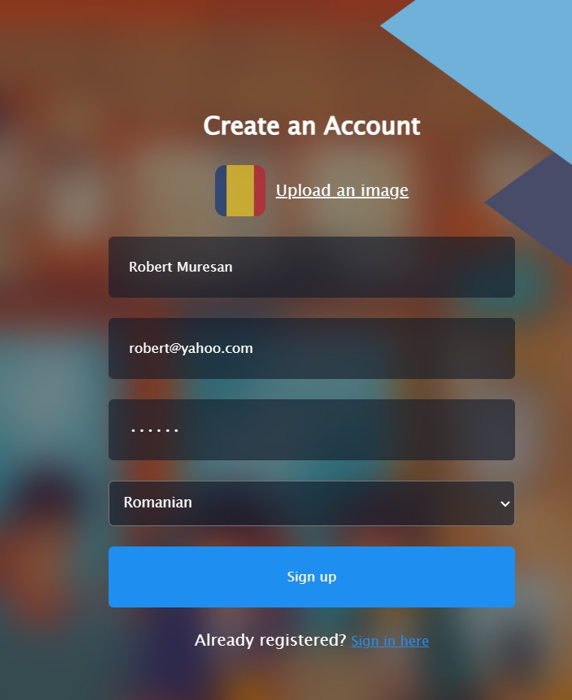 Create an Account
Upload an image
Robert Muresan
robert@yahoo.com
......
Romanian
Sign up
Already registered? Sign in here